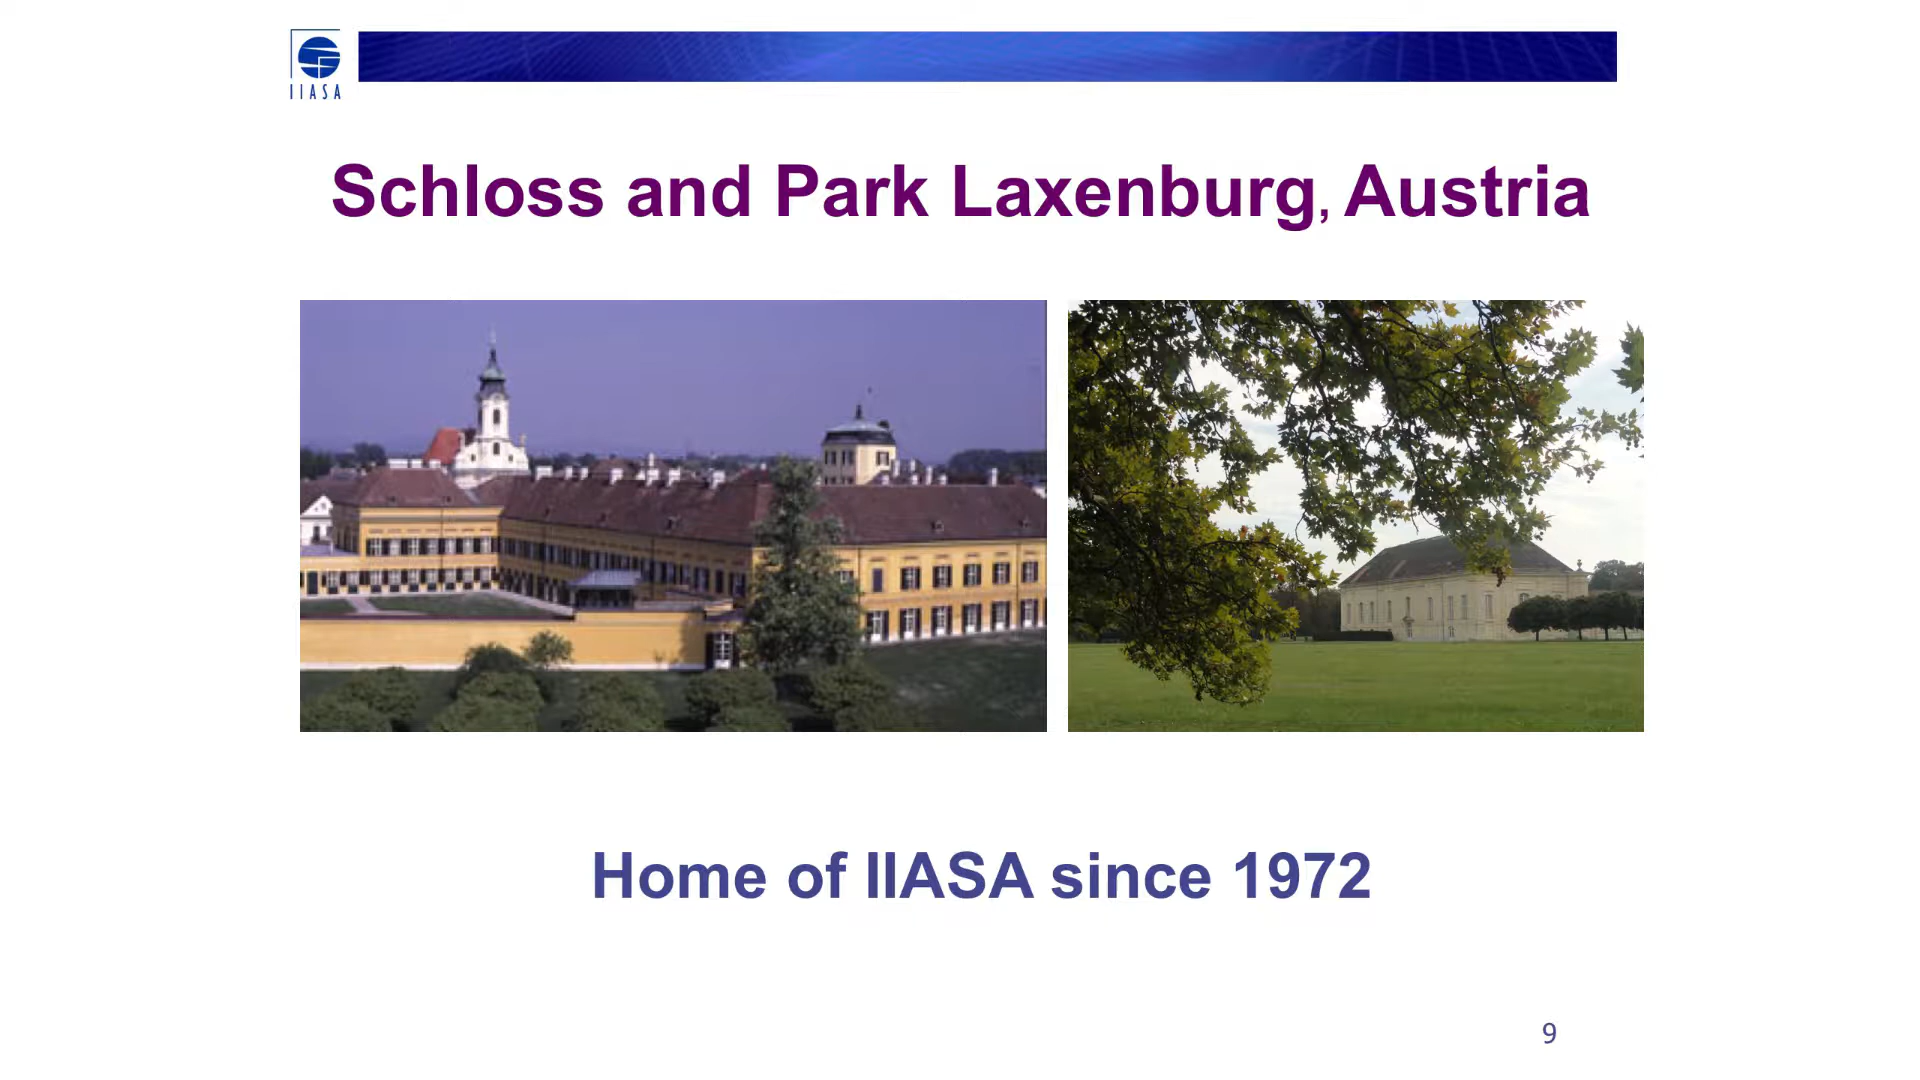 IIASA
Schloss and Park Laxenburg, Austria
Home of IIASA since 1972
9